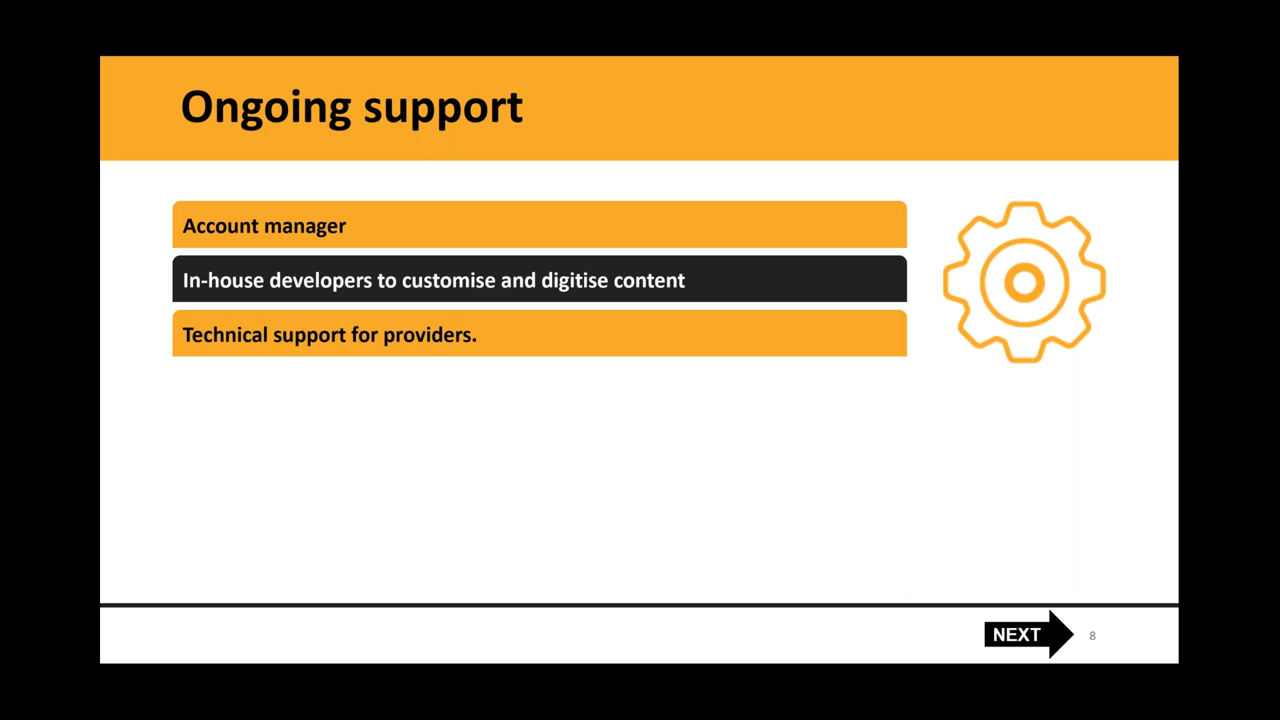 Ongoing support
Account manager
In-house developers to customise and digitise content
Technical support for providers.
NEXT
8